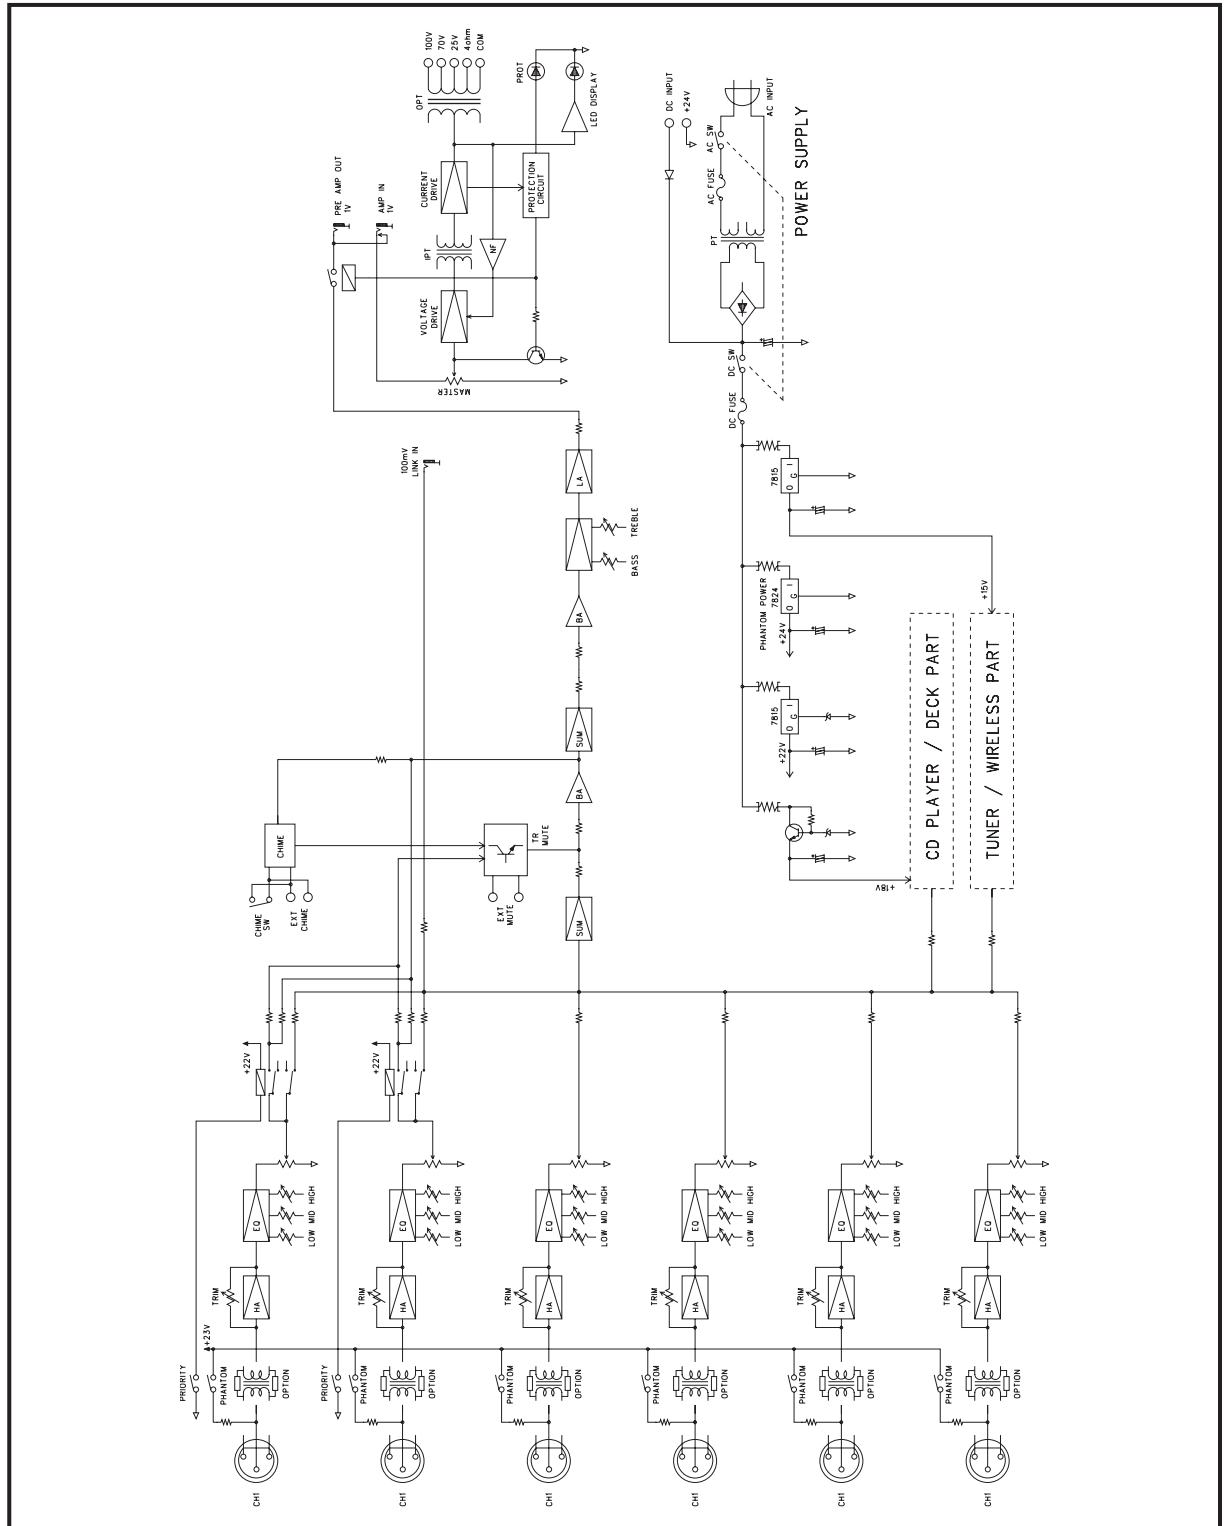 100V
70V
25V
4ohm
COM
OPT
PROT
LED DISPLAY
PRE AMP OUT
1V
AMP IN
1V
CURRENT
DRIVE
PROTECTION
CIRCUIT
IPT
NF
VOLTAGE
DRIVE
MASTER
DC INPUT
+24V
AC INPUT
AC SW
AC FUSE
PT
POWER SUPPLY
DC SW
DC FUSE
100mV
LINK IN
LA
TREBLE
BASS
BA
SUM
BA
TR
MUTE
EXT
MUTE
SUM
CHIME
CHIME
SW
EXT
CHIME
7815
O G I
+15V
PHANTOM POWER
7824
O G I
+24V
7815
O G I
+22V
+18V
CD PLAYER / DECK PART
TUNER / WIRELESS PART
+22V
+22V
EQ
LOW MID HIGH
EQ
LOW MID HIGH
EQ
LOW MID HIGH
EQ
LOW MID HIGH
EQ
LOW MID HIGH
EQ
LOW MID HIGH
TRIM
HA
TRIM
HA
TRIM
HA
TRIM
HA
TRIM
HA
TRIM
HA
+23V
PRIORITY
PHANTOM
OPTION
PRIORITY
PHANTOM
OPTION
PHANTOM
OPTION
PHANTOM
OPTION
PHANTOM
OPTION
PHANTOM
OPTION
CH1
CH1
CH1
CH1
CH1
CH1